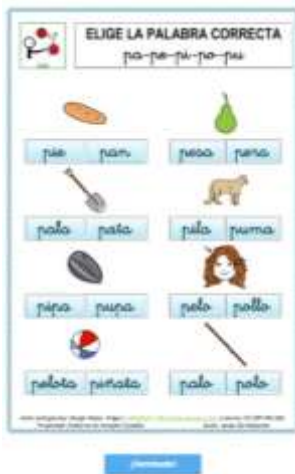 ELIGE LA PALABRA CORRECTA
pa-pe-pi-po-pu
pie pan
pesa pera
pala pata
pila puma
pipa pupa
pelo pollo
pelota piñata
palo polo